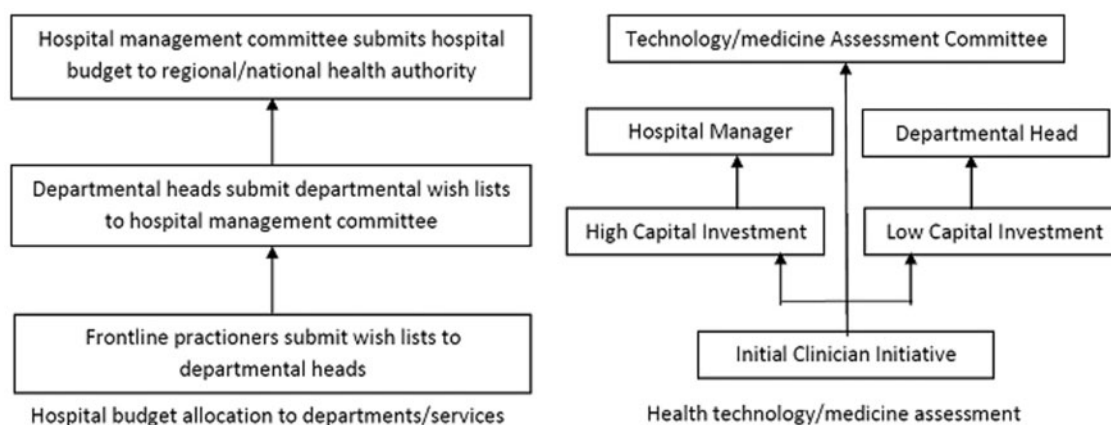 Hospital management committee submits hospital
budget to regional/national health authority
Departmental heads submit departmental wish lists
to hospital management committee
Frontline practioners submit wish lists to
departmental heads
Hospital budget allocation to departments/services
Technology/medicine Assessment Committee
Hospital Manager
Departmental Head
High Capital Investment
Low Capital Investment
Initial Clinician Initiative
Health technology/medicine assessment